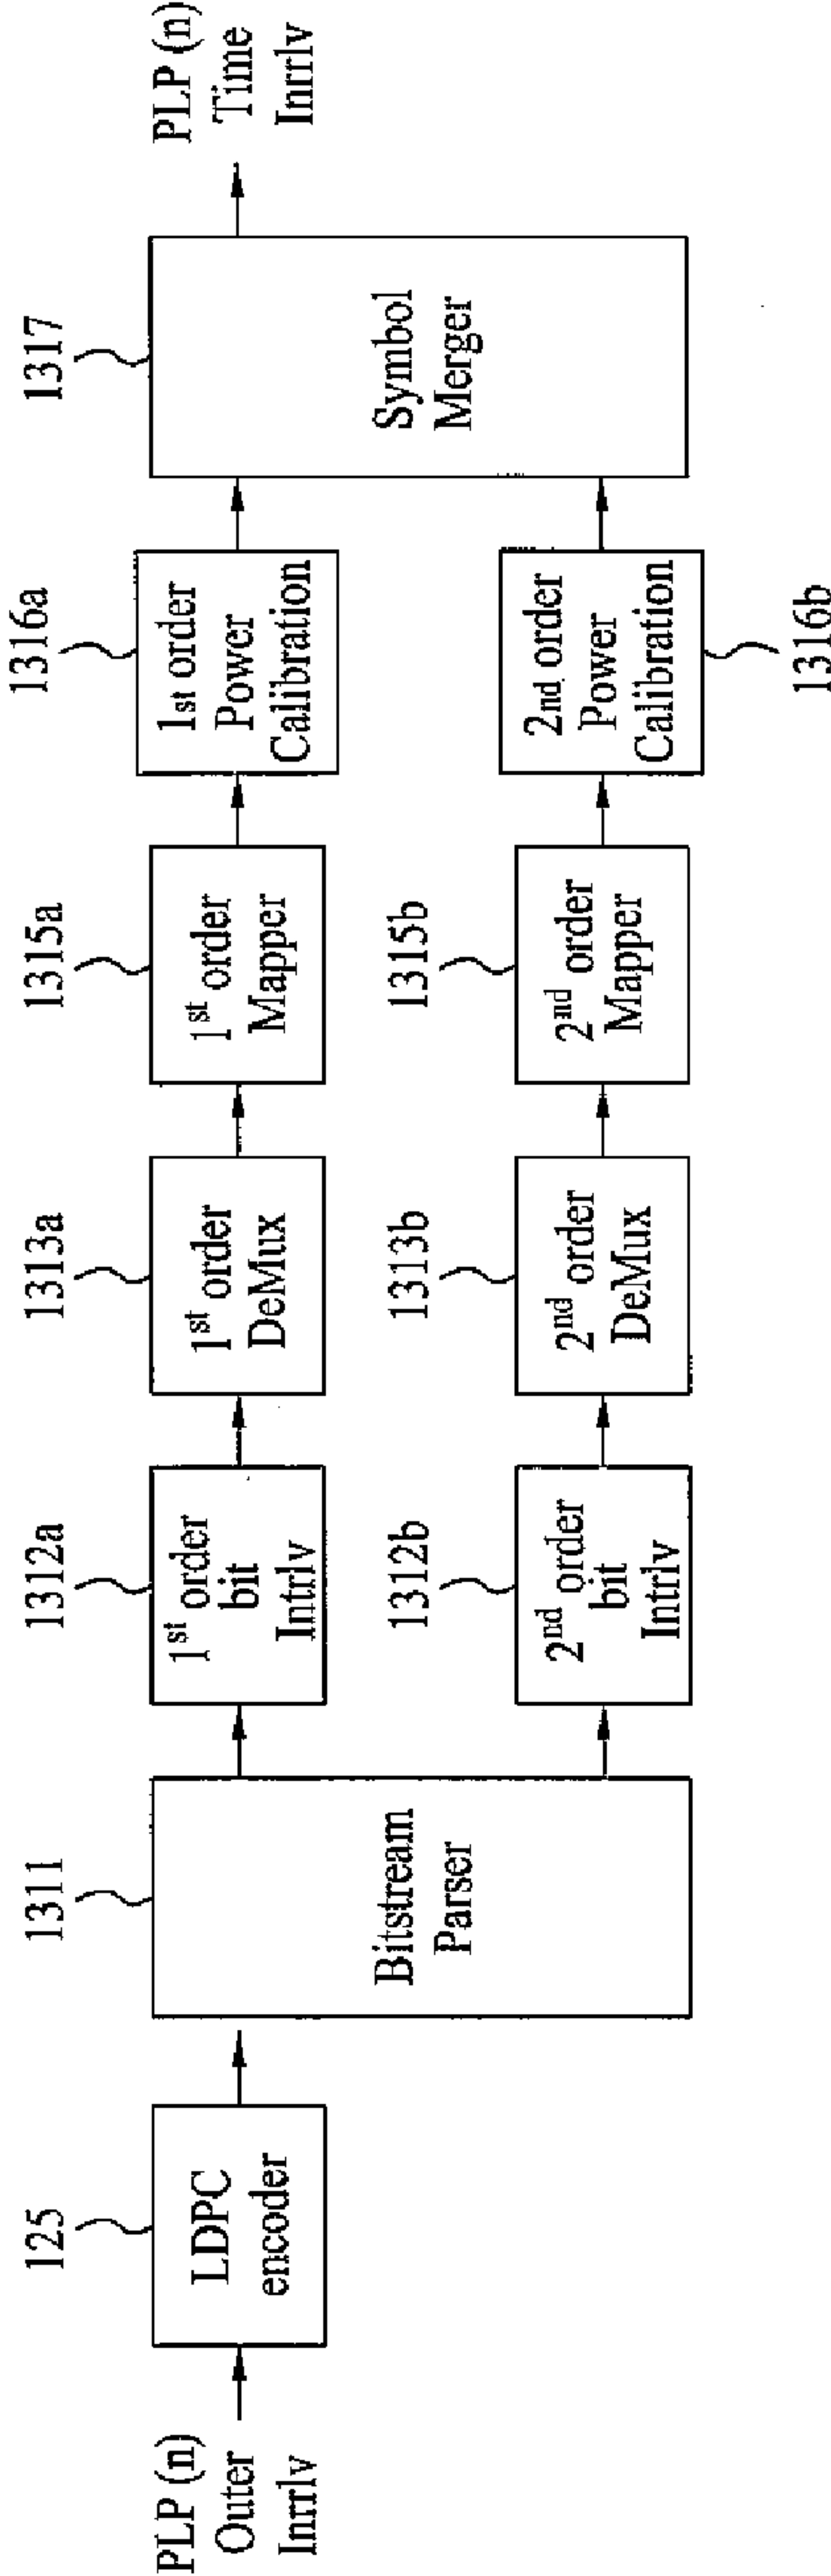 PLP (n)
Outer
Inrrlv
125
LDPC
encoder
1311
Bitstream
Parser
1312a
1st order
bit
Intrlv
1313a
1st order
DeMux
1315a
1st order
Mapper
1316a
1st order
Power
Calibration
1312b
2nd order
bit
Intrlv
1313b
2nd order
DeMux
1315b
2nd order
Mapper
2nd order
Power
Calibration
1316b
1317
Symbol
Merger
PLP (n)
Time
Inrrlv